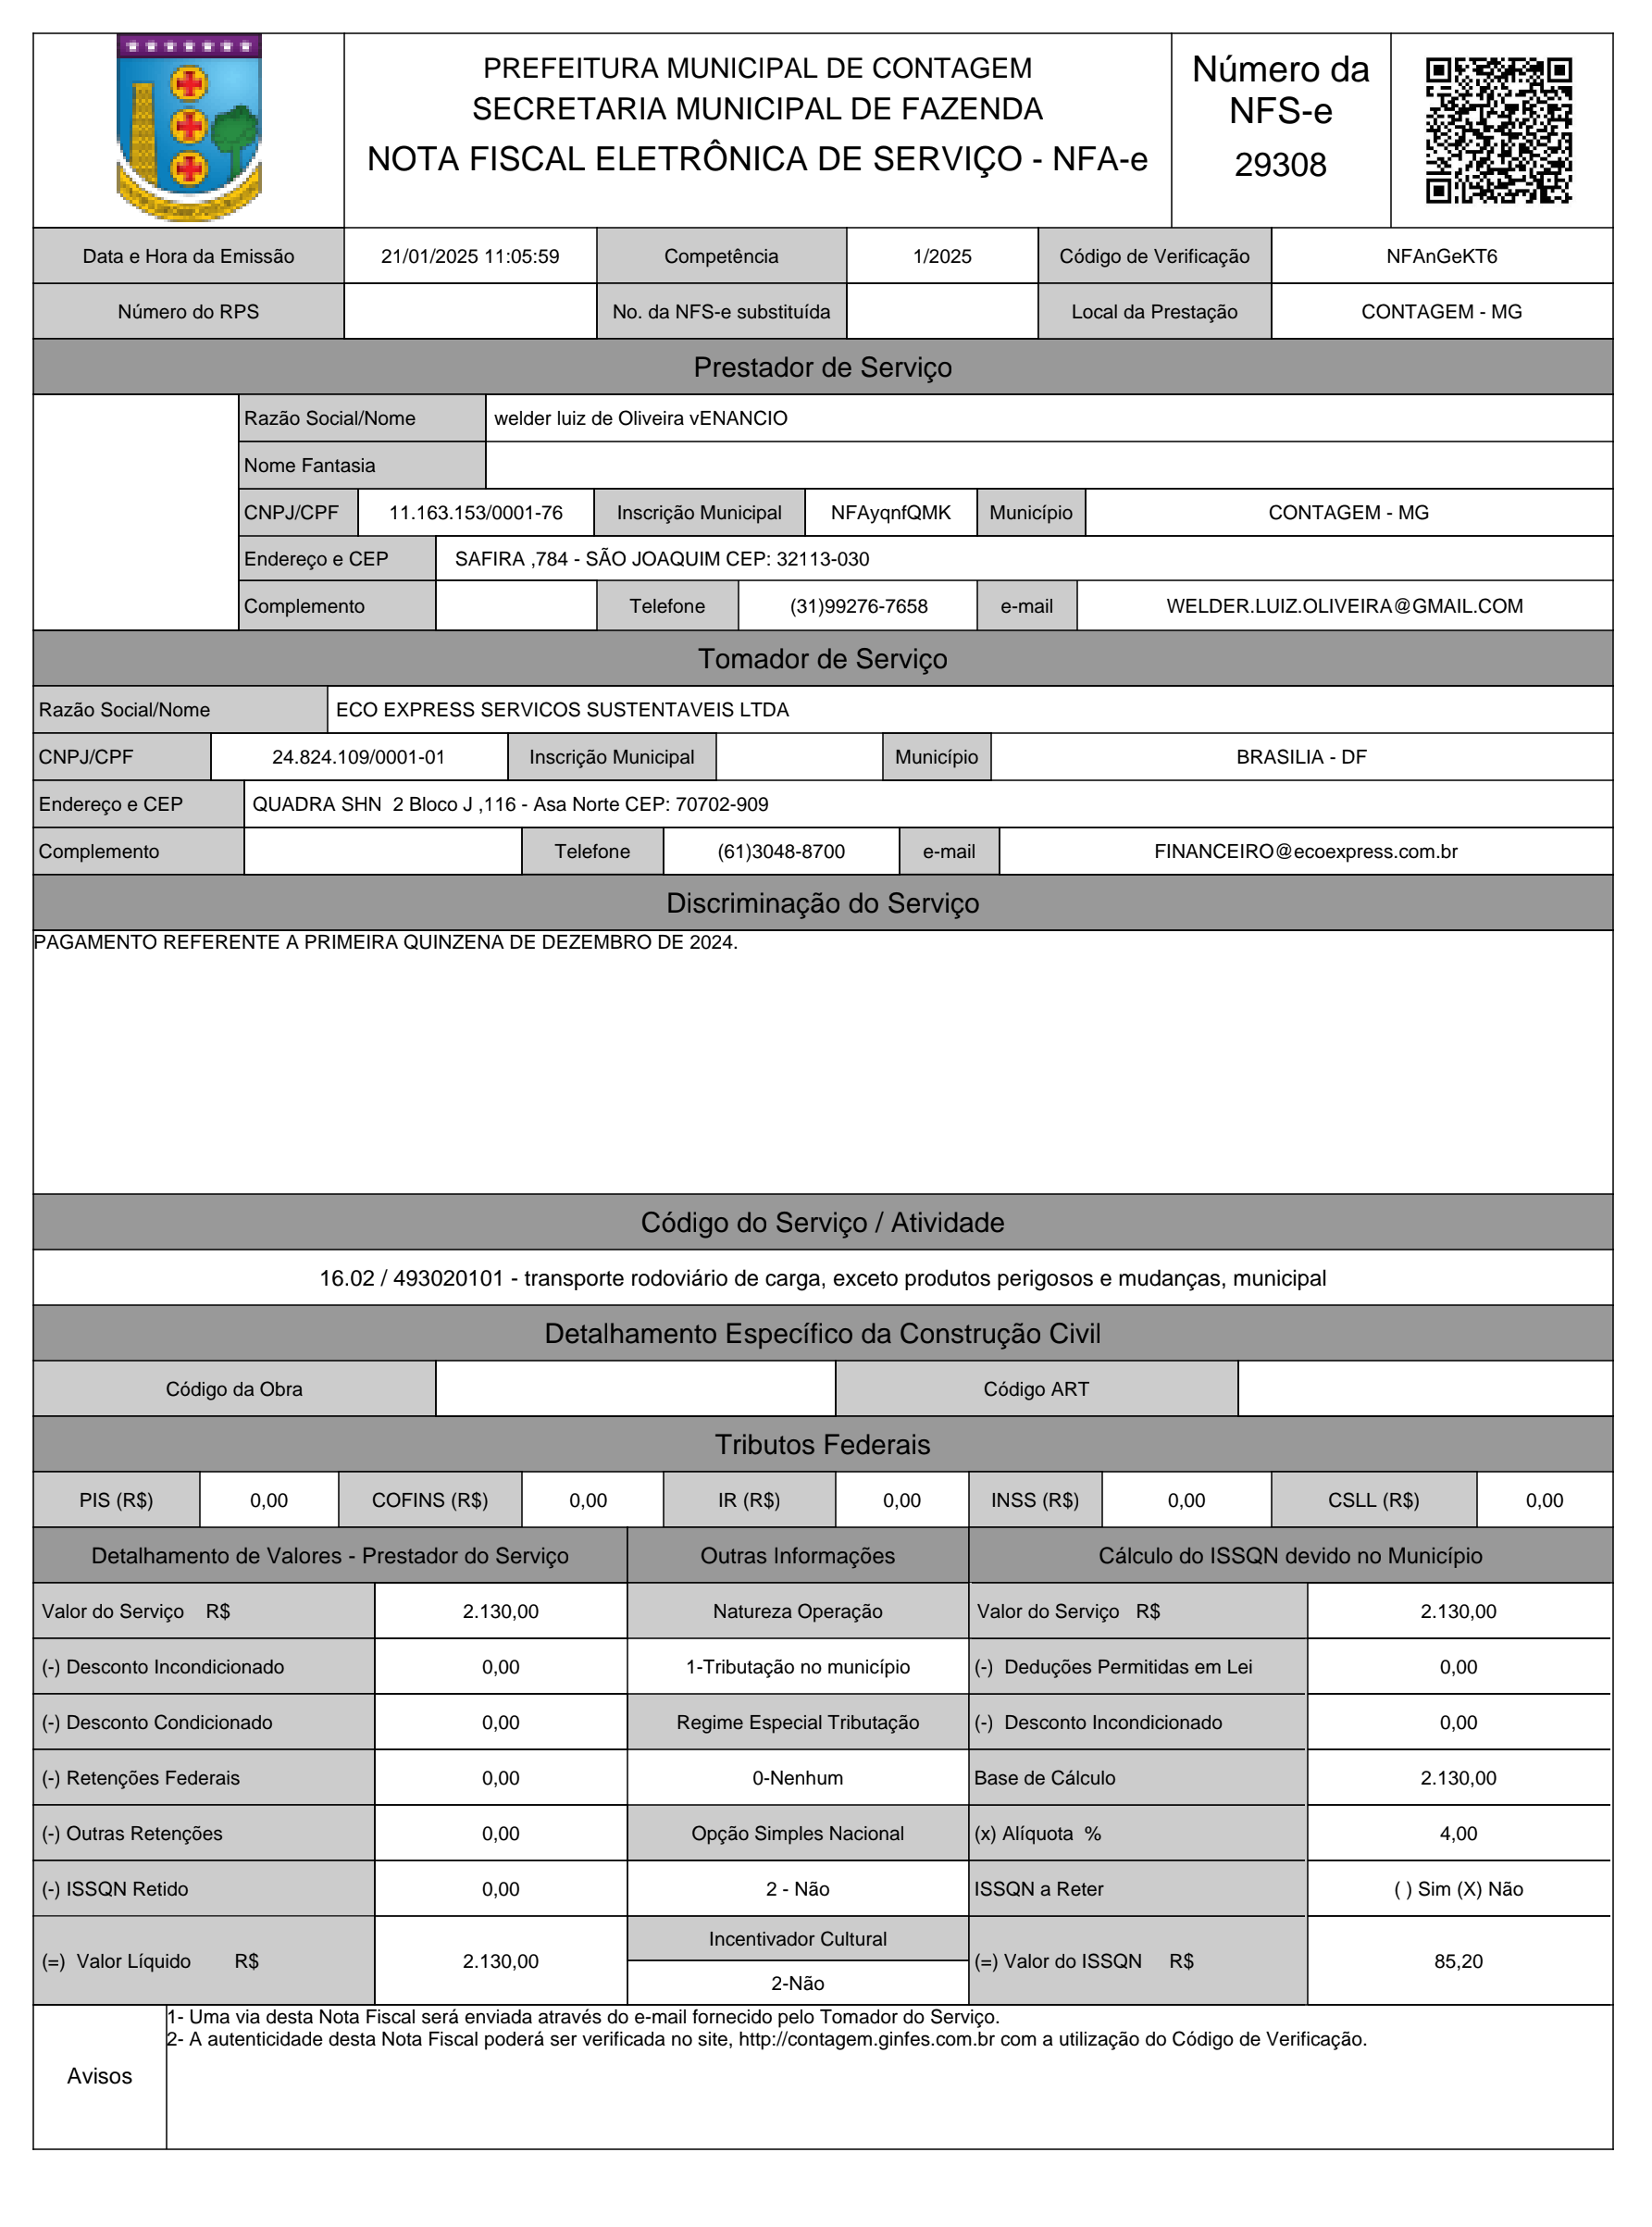 PREFEITURA MUNICIPAL DE CONTAGEM
SECRETARIA MUNICIPAL DE FAZENDA
NOTA FISCAL ELETRÔNICA DE SERVIÇO - NFA-e
Número da
NFS-e
29308
Data e Hora da Emissão 21/01/2025 11:05:59 Competência 1/2025 Código de Verificação NFAnGeKT6
Número do RPS No. da NFS-e substituída Local da Prestação CONTAGEM - MG
Prestador de Serviço
Razão Social/Nome welder luiz de Oliveira vENANCIO
Nome Fantasia
CNPJ/CPF 11.163.153/0001-76 Inscrição Municipal NFAyqnfQMK Município CONTAGEM - MG
Endereço e CEP SAFIRA ,784 - SÃO JOAQUIM CEP: 32113-030
Complemento Telefone (31)99276-7658 e-mail WELDER.LUIZ.OLIVEIRA@GMAIL.COM
Tomador de Serviço
Razão Social/Nome ECO EXPRESS SERVICOS SUSTENTAVEIS LTDA
CNPJ/CPF 24.824.109/0001-01 Inscrição Municipal Município BRASILIA - DF
Endereço e CEP QUADRA SHN  2 Bloco J ,116 - Asa Norte CEP: 70702-909
Complemento Telefone (61)3048-8700 e-mail FINANCEIRO@ecoexpress.com.br
Discriminação do Serviço
PAGAMENTO REFERENTE A PRIMEIRA QUINZENA DE DEZEMBRO DE 2024.
Código do Serviço / Atividade
16.02 / 493020101 - transporte rodoviário de carga, exceto produtos perigosos e mudanças, municipal
Detalhamento Específico da Construção Civil
Código da Obra Código ART
Tributos Federais
PIS (R$) 0,00 COFINS (R$) 0,00 IR (R$) 0,00 INSS (R$) 0,00 CSLL (R$) 0,00
Detalhamento de Valores - Prestador do Serviço Outras Informações Cálculo do ISSQN devido no Município
Valor do Serviço R$ 2.130,00 Natureza Operação Valor do Serviço R$ 2.130,00
(-) Desconto Incondicionado 0,00 1-Tributação no município (-) Deduções Permitidas em Lei 0,00
(-) Desconto Condicionado 0,00 Regime Especial Tributação (-) Desconto Incondicionado 0,00
(-) Retenções Federais 0,00 0-Nenhum Base de Cálculo 2.130,00
(-) Outras Retenções 0,00 Opção Simples Nacional (x) Alíquota % 4,00
(-) ISSQN Retido 0,00 2 - Não ISSQN a Reter ( ) Sim (X) Não
(=) Valor Líquido R$ 2.130,00 Incentivador Cultural (=) Valor do ISSQN R$ 85,20
2-Não
Avisos
1- Uma via desta Nota Fiscal será enviada através do e-mail fornecido pelo Tomador do Serviço.
2- A autenticidade desta Nota Fiscal poderá ser verificada no site, http://contagem.ginfes.com.br com a utilização do Código de Verificação.